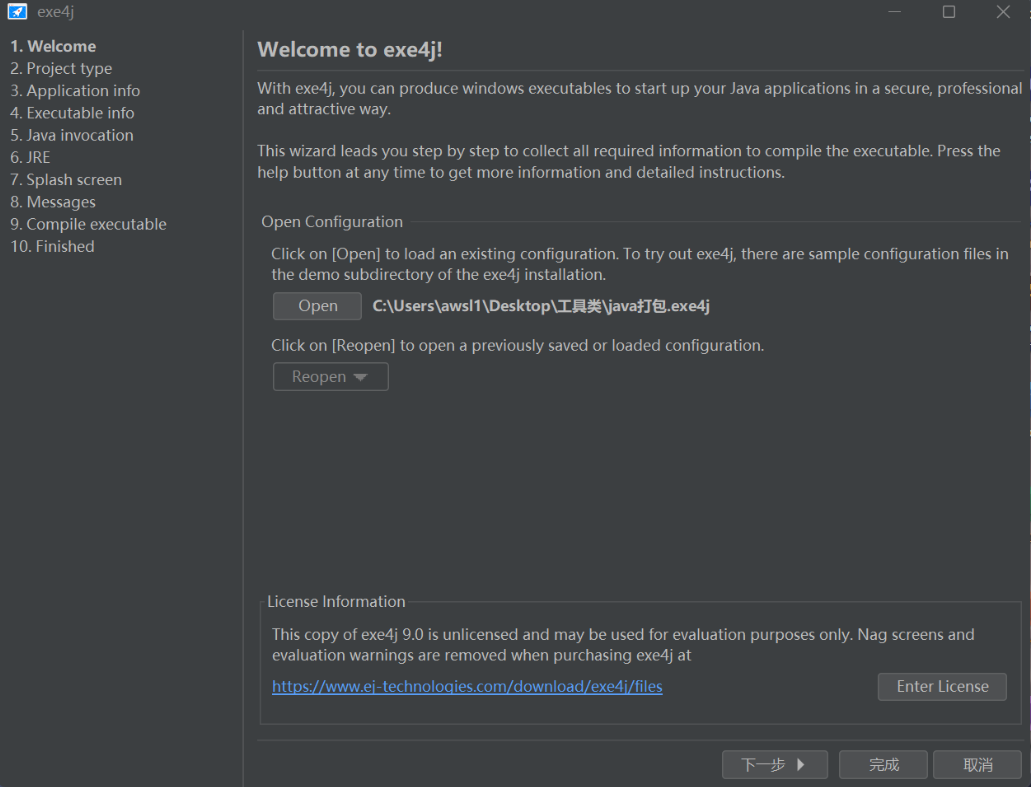 exe4j
1. Welcome
2. Project type
3. Application info
4. Executable info
5. Java invocation
6. JRE
7. Splash screen
8. Messages
9. Compile executable
10. Finished
Welcome to exe4j!
With exe4j, you can produce windows executables to start up your Java applications in a secure, professional
and attractive way.
This wizard leads you step by step to collect all required information to compile the executable. Press the
help button at any time to get more information and detailed instructions.
Open Configuration
Click on [Open] to load an existing configuration. To try out exe4j, there are sample configuration files in
the demo subdirectory of the exe4j installation.
Open C:\Users\awsl1\Desktop\工具类\java打包.exe4j
Click on [Reopen] to open a previously saved or loaded configuration.
Reopen
License Information
This copy of exe4j 9.0 is unlicensed and may be used for evaluation purposes only. Nag screens and
evaluation warnings are removed when purchasing exe4j at
https://www.ej-technologies.com/download/exe4j/files
Enter License
下一步 完成 取消